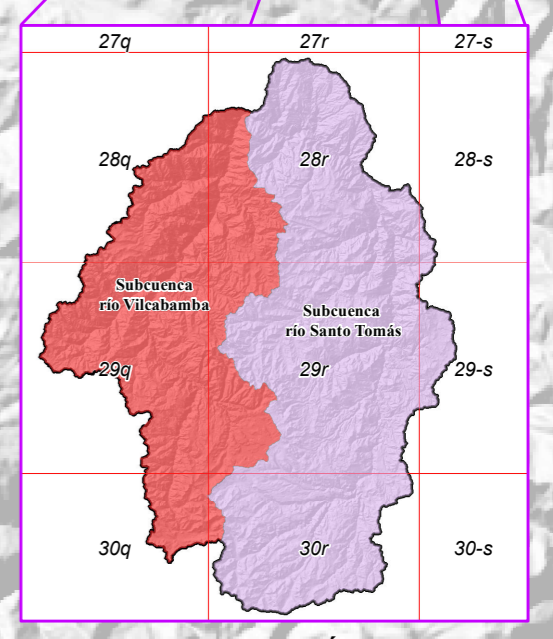 27q
27r
27-s
28q
28r
28-s
Subcuenca
río Vilcabamba
Subcuenca
río Santo Tomás
29q
29r
29-s
30q
30r
30-s